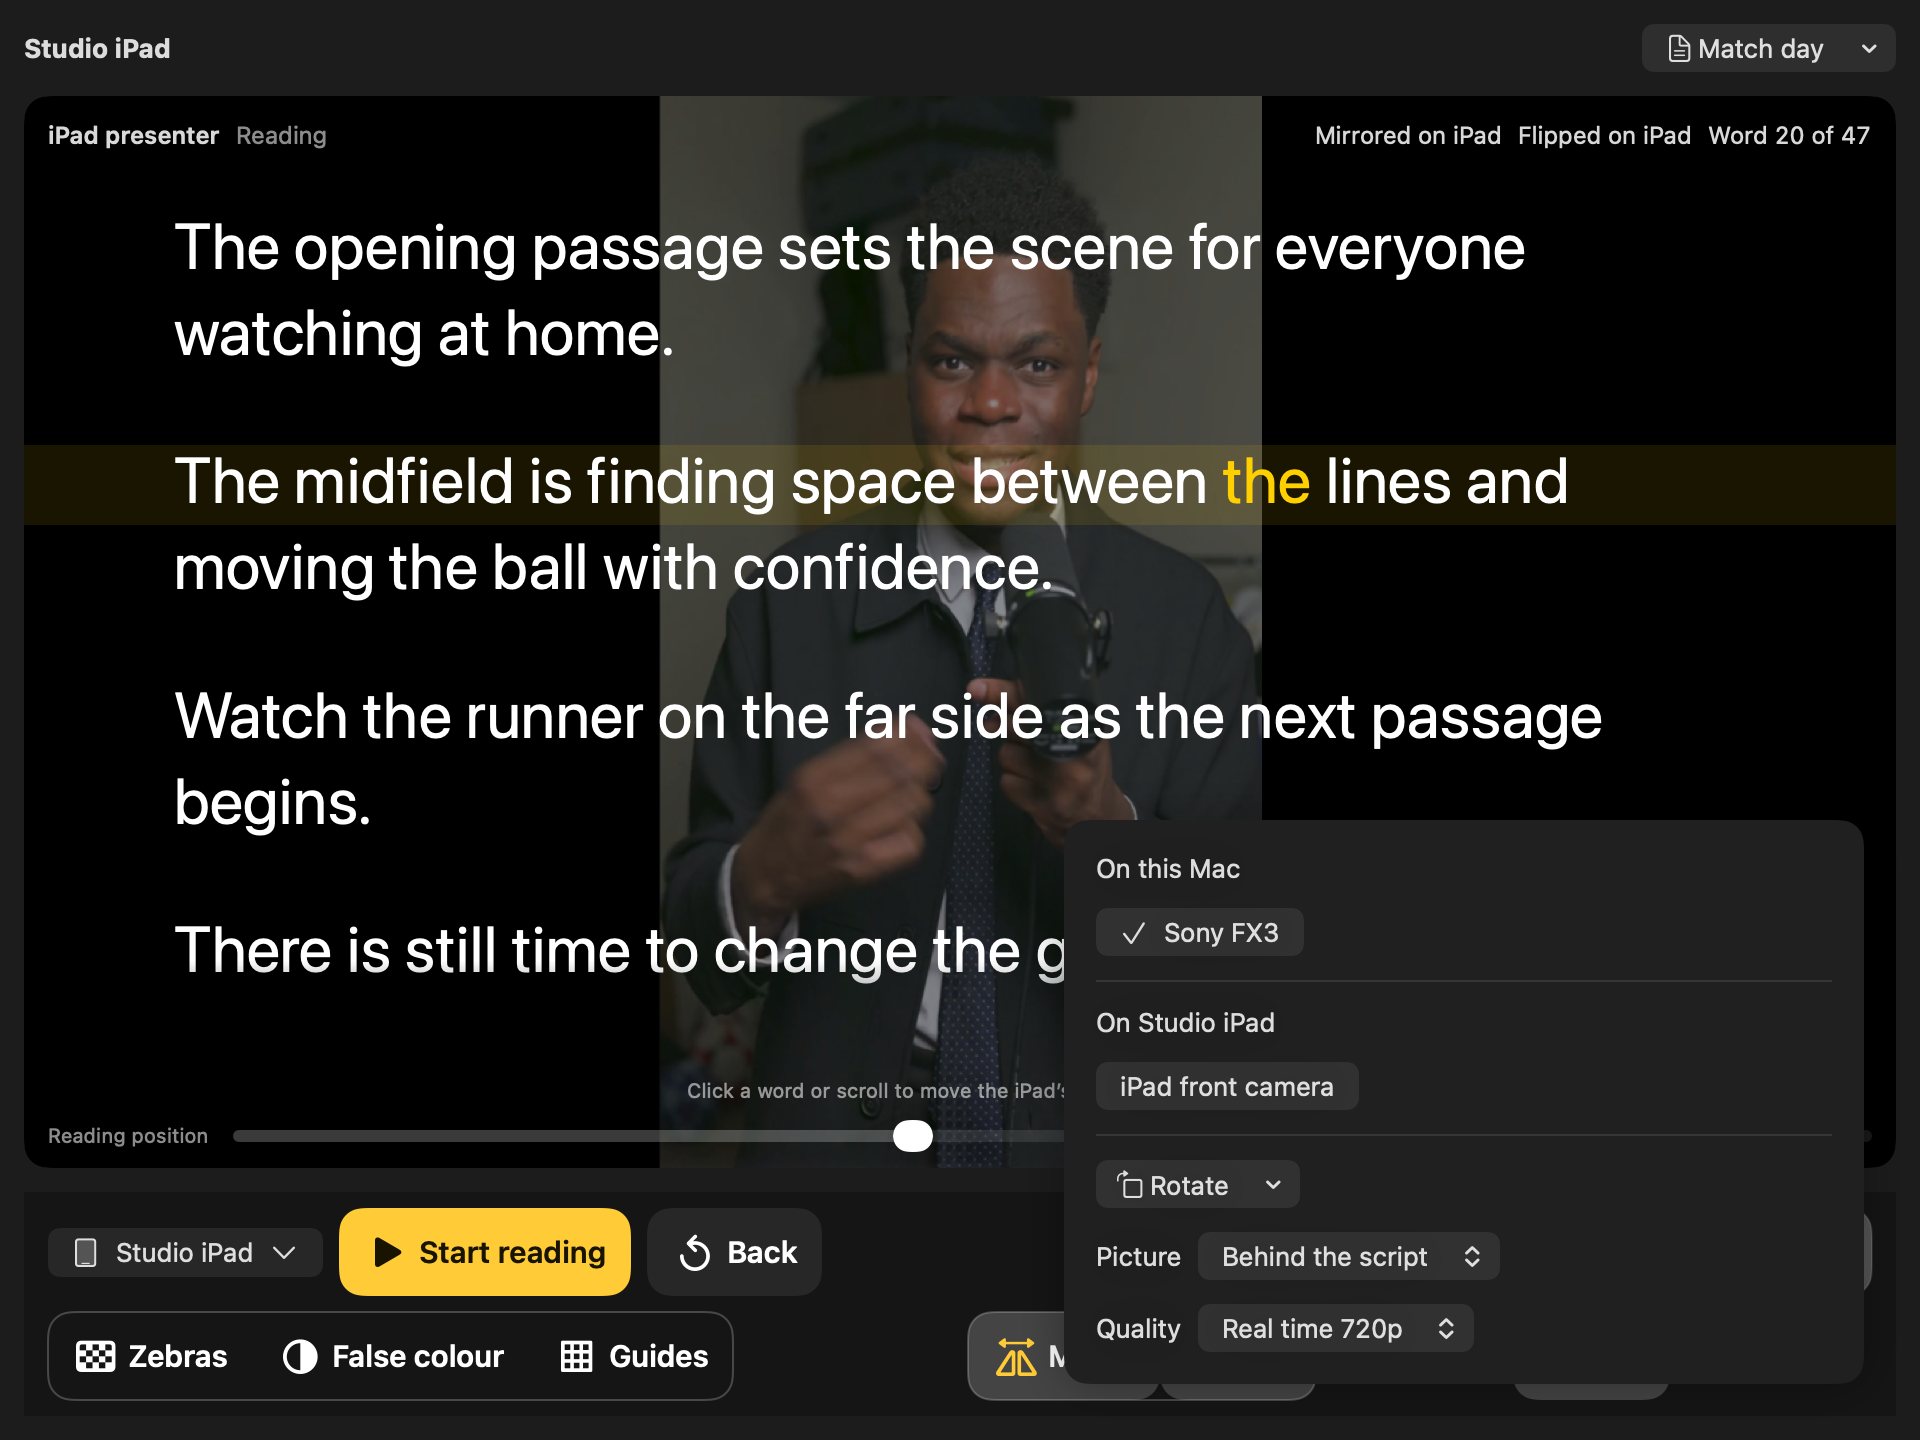 Studio iPad
Match day
iPad presenter Reading
Mirrored on iPad Flipped on iPad Word 20 of 47
The opening passage sets the scene for everyone
watching at home.
The midfield is finding space between the lines and
moving the ball with confidence.
Watch the runner on the far side as the next passage
begins.
There is still time to change the
Click a word or scroll to move the iPad's
Reading position
On this Mac
Sony FX3
On Studio iPad
iPad front camera
Rotate
Picture Behind the script
Quality Real time 720p
Studio iPad
Start reading
Back
Zebras
False colour
Guides